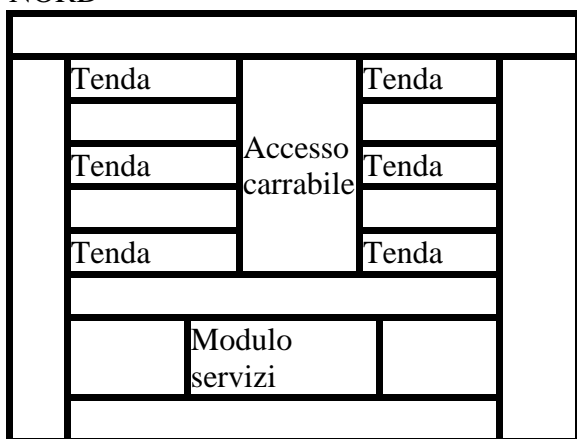 NORD
Tenda
Tenda
Accesso
carrabile
Tenda
Tenda
Tenda
Tenda
Modulo
servizi